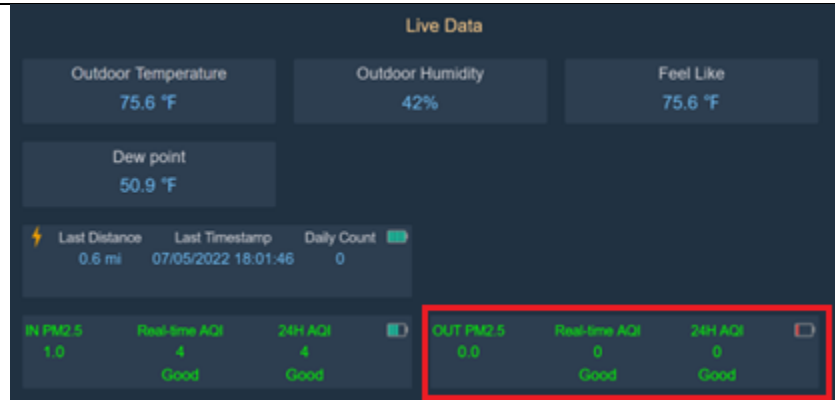 Live Data
Outdoor Temperature
75.6 °F
Outdoor Humidity
42%
Feel Like
75.6 °F
Dew point
50.9 °F
Last Distance Last Timestamp Daily Count
0.6 mi 07/05/2022 18:01:46 0
IN PM2.5 Real-time AQI 24H AQI
1.0 4 4
Good Good
OUT PM2.5 Real-time AQI 24H AQI
0.0 0 0
Good Good